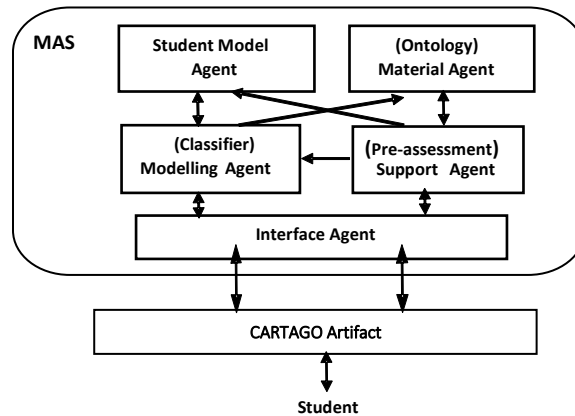 MAS
Student Model
Agent
(Ontology)
Material Agent
(Classifier)
Modelling Agent
(Pre-assessment)
Support Agent
Interface Agent
CARTAGO Artifact
Student